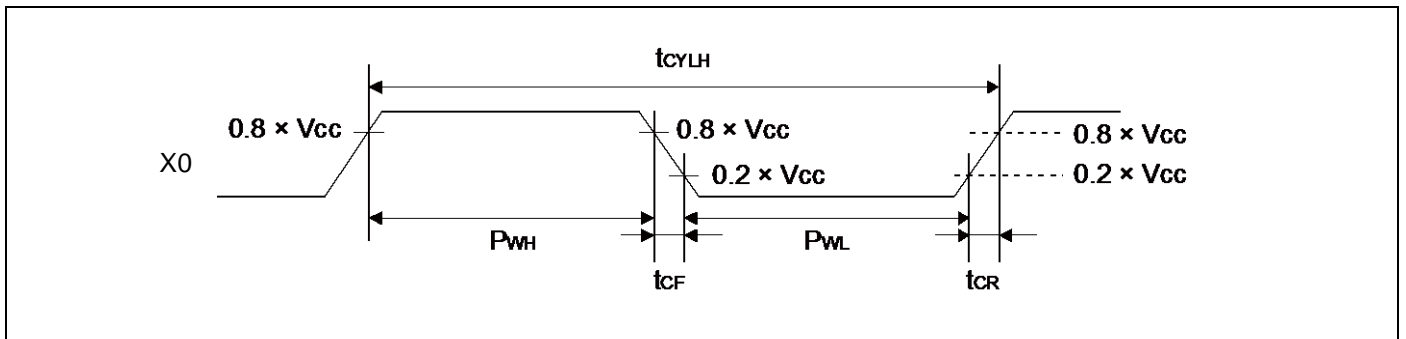 tCYLH
0.8 × Vcc
0.8 × Vcc
0.8 × Vcc
X0
0.2 × Vcc
0.2 × Vcc
PWH
PWL
tCF
tCR